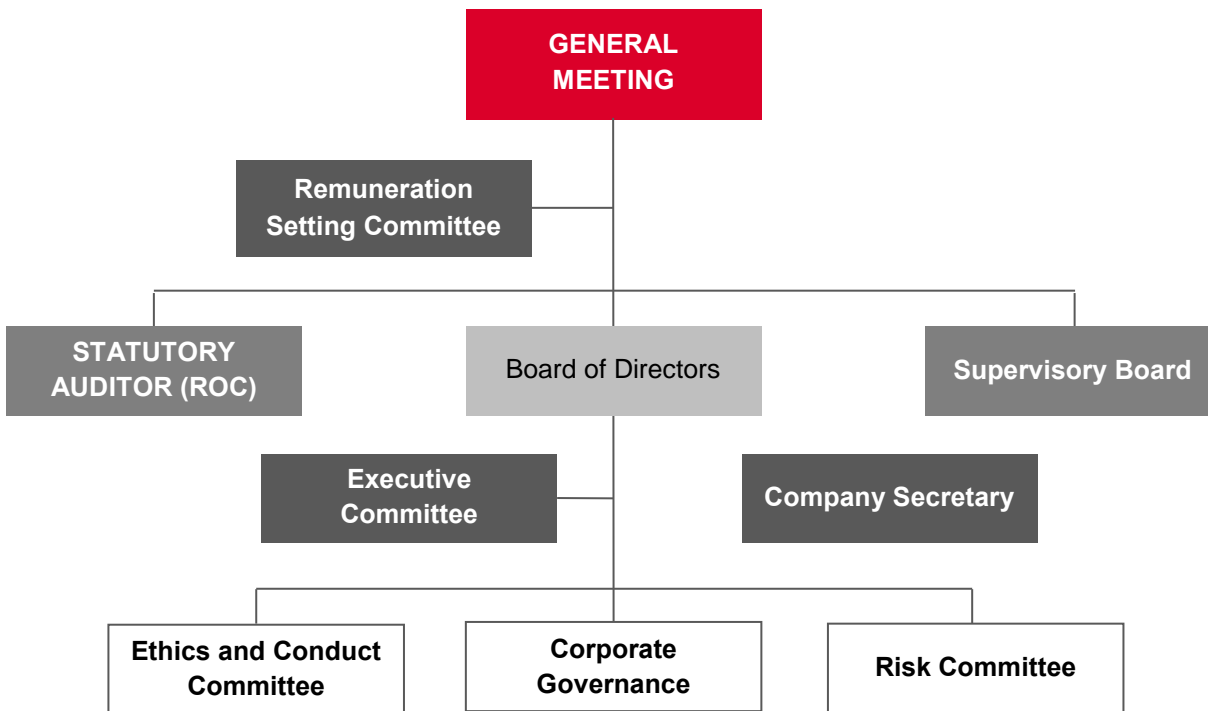 GENERAL
MEETING
Remuneration
Setting Committee
STATUTORY
AUDITOR (ROC)
Board of Directors
Supervisory Board
Executive
Committee
Company Secretary
Ethics and Conduct
Committee
Corporate
Governance
Risk Committee